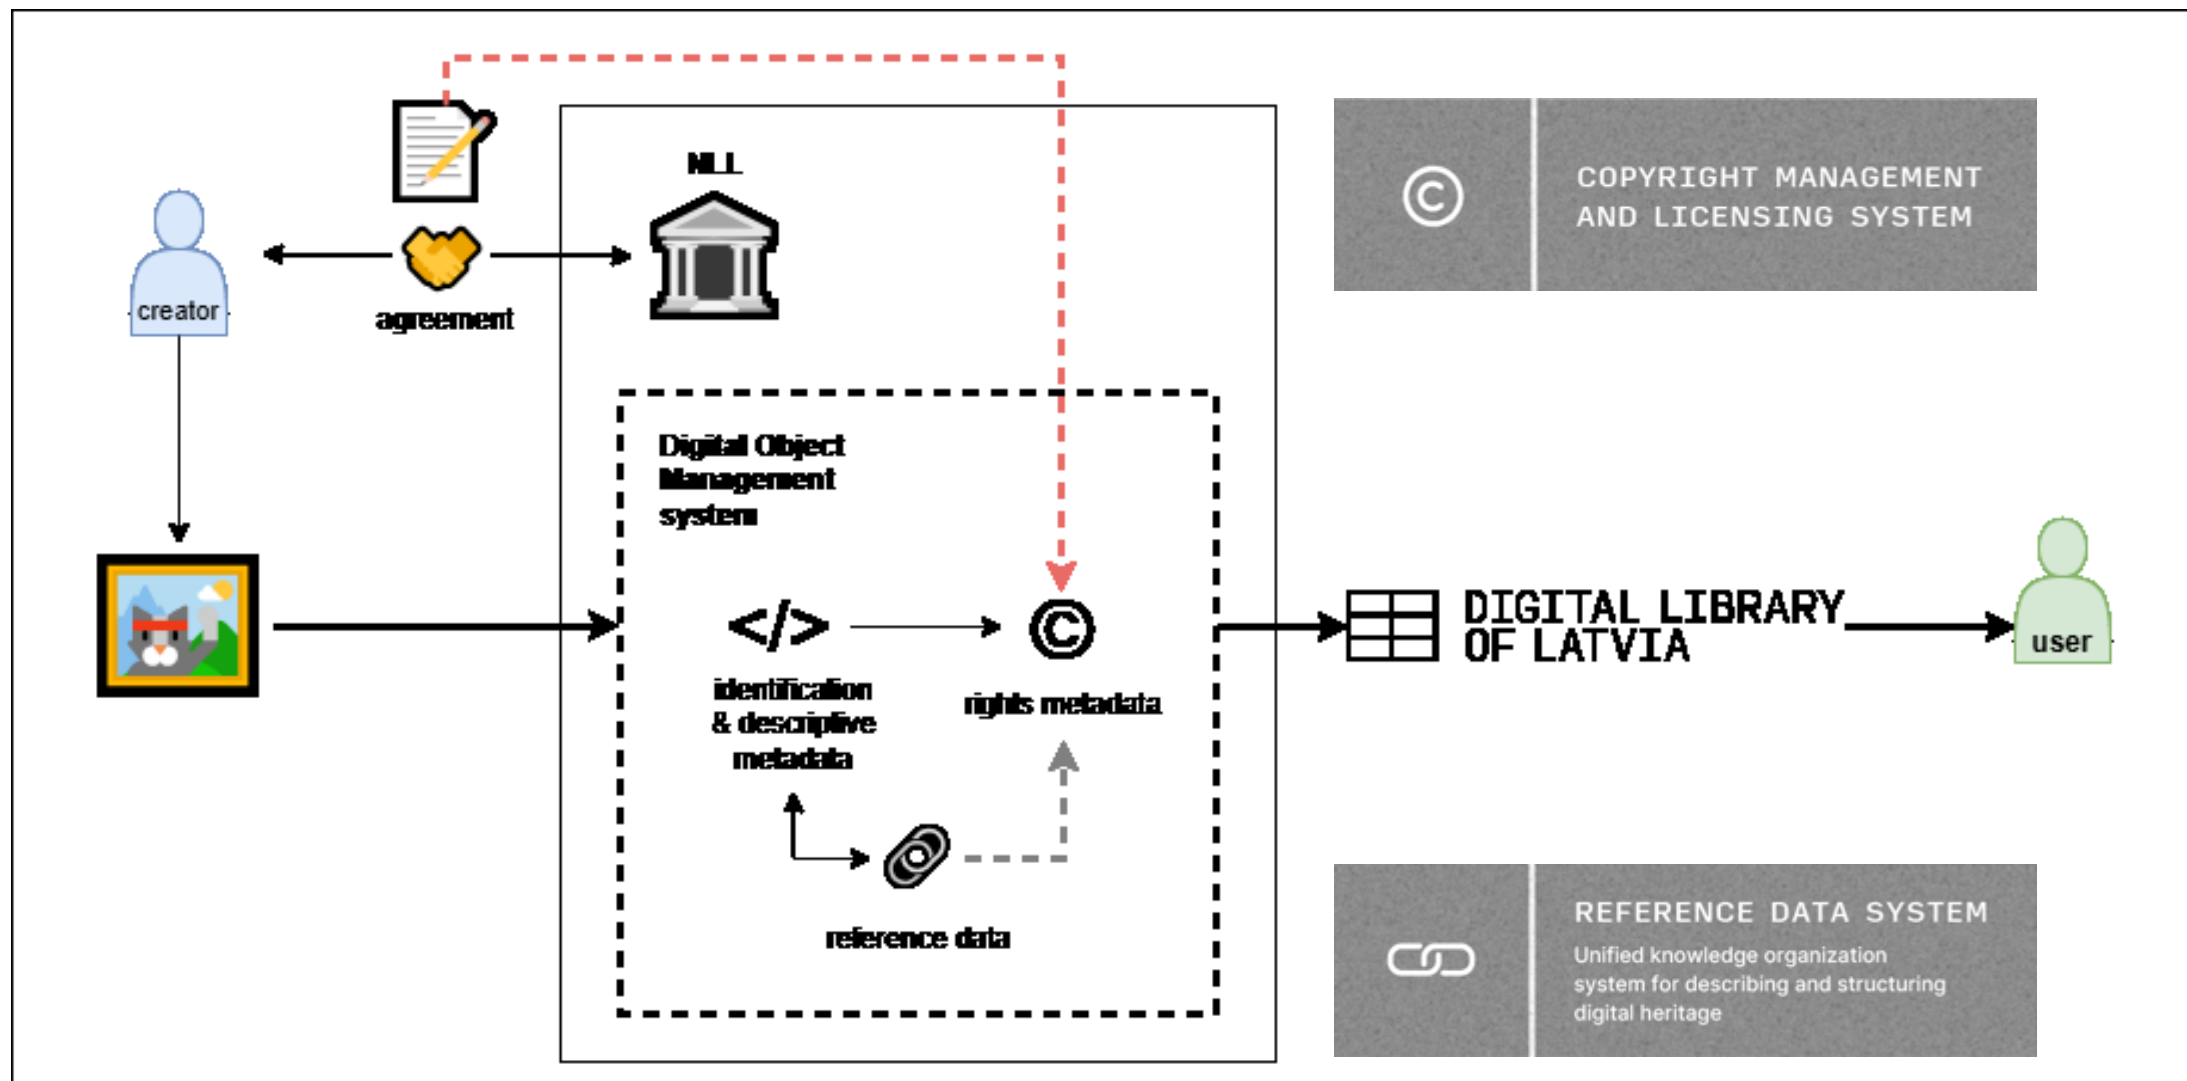 NLL
COPYRIGHT MANAGEMENT
AND LICENSING SYSTEM
creator
agreement
Digital Object
Management
system
</>
©
DIGITAL LIBRARY
OF LATVIA
user
identification
& descriptive
metadata
rights metadata
reference data
REFERENCE DATA SYSTEM
Unified knowledge organization
system for describing and structuring
digital heritage